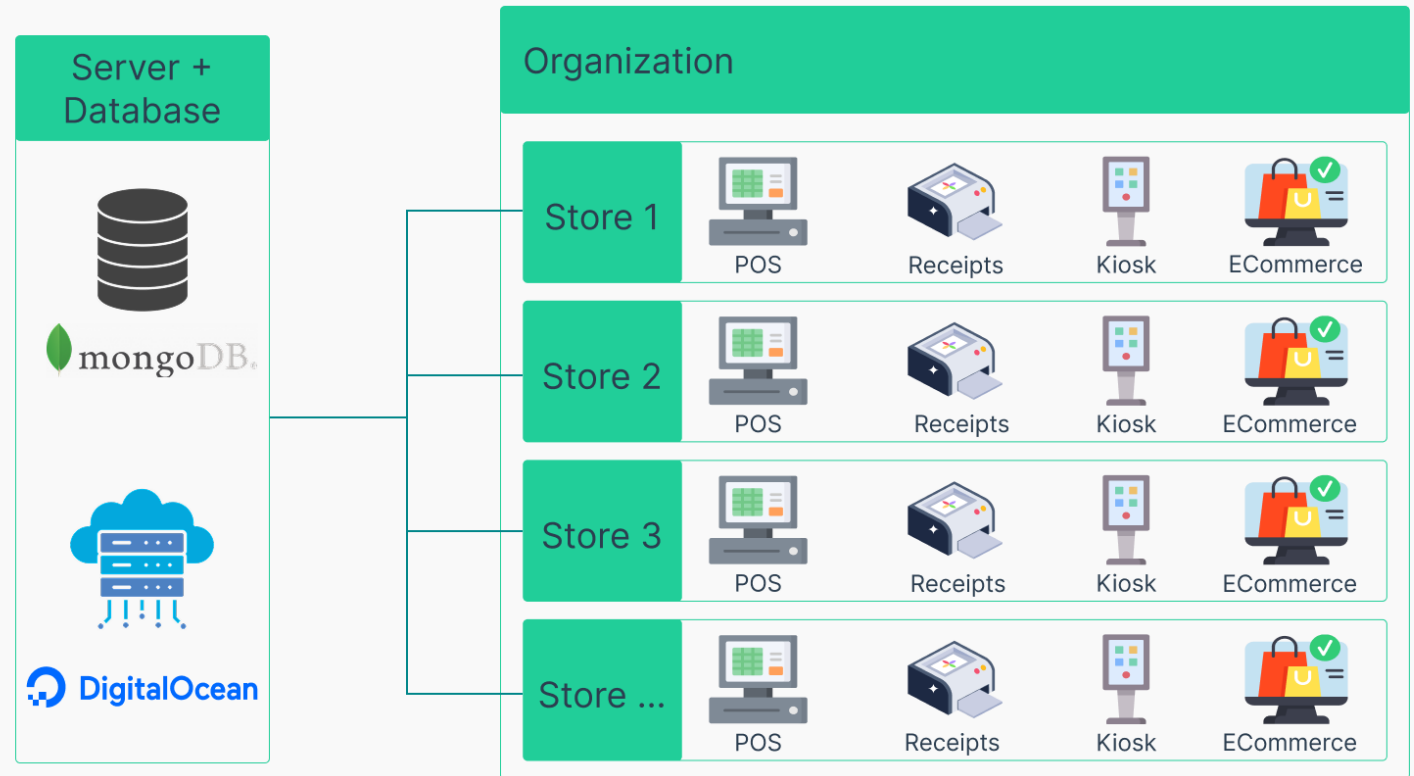 Server +
Database
mongoDB.
DigitalOcean
Organization
Store 1
POS
Receipts
Kiosk
ECommerce
Store 2
POS
Receipts
Kiosk
ECommerce
Store 3
POS
Receipts
Kiosk
ECommerce
Store ...
POS
Receipts
Kiosk
ECommerce